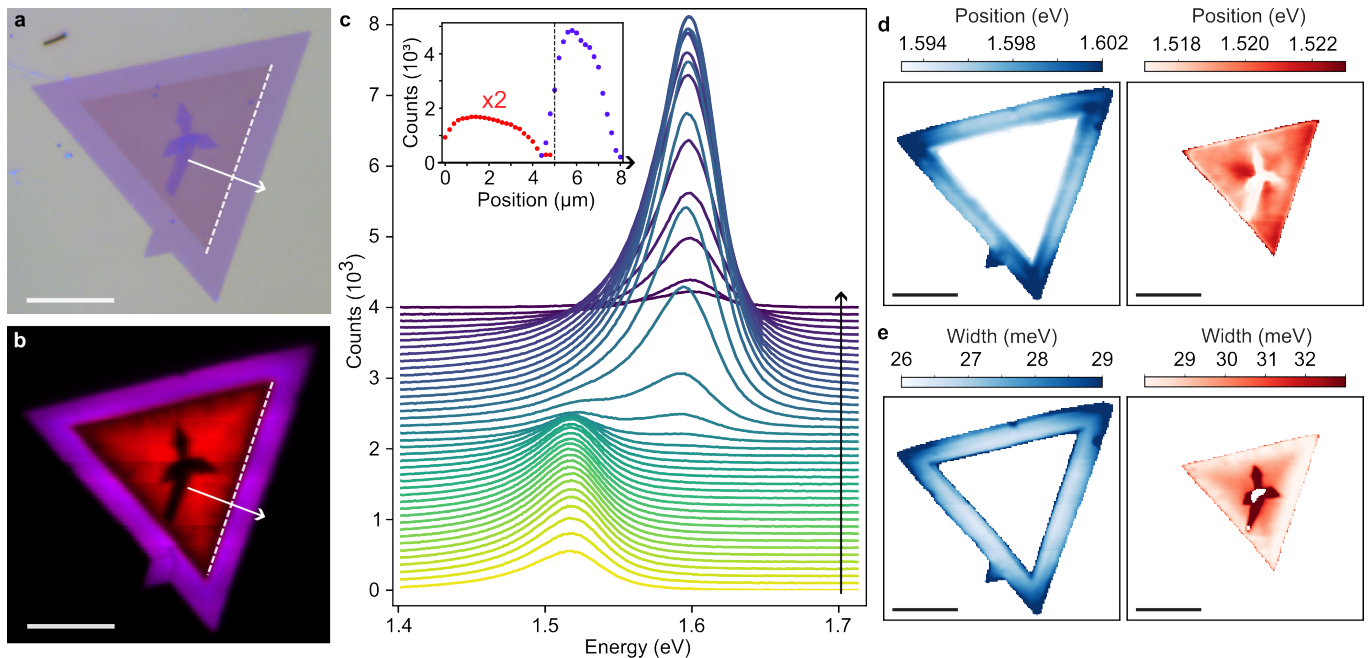 a
b
c
8
7
6
5
4
3
2
1
0
Counts (10³)
1.4
1.5
1.6
1.7
Energy (eV)
4
2
0
Counts (10³)
x2
0
2
4
6
8
Position (µm)
d
Position (eV)
1.594
1.598
1.602
Position (eV)
1.518
1.520
1.522
e
Width (meV)
26
27
28
29
Width (meV)
29
30
31
32